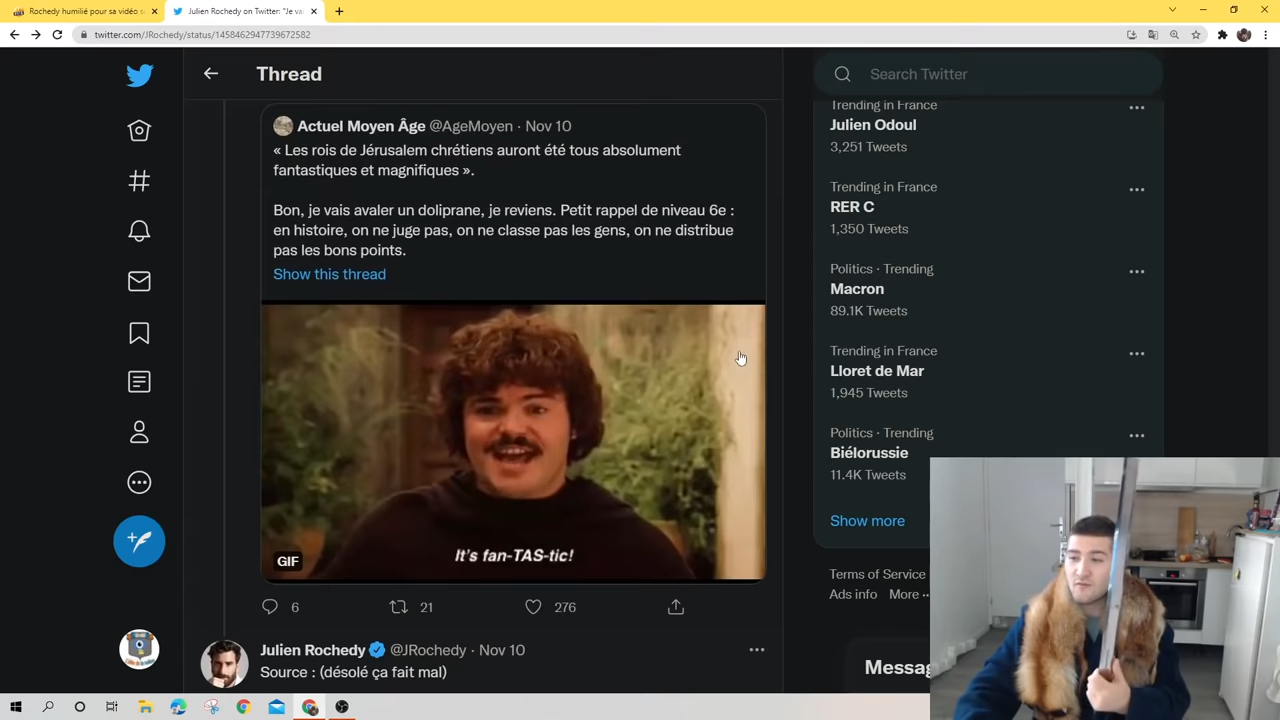 Rochedy humilié pour sa vidéo s
Julien Rochedy on Twitter: "Je va
twitter.com/JRochedy/status/1458462947739672582
Thread
Search Twitter
Actuel Moyen Âge @AgeMoyen · Nov 10
« Les rois de Jérusalem chrétiens auront été tous absolument
fantastiques et magnifiques ».
Bon, je vais avaler un doliprane, je reviens. Petit rappel de niveau 6e :
en histoire, on ne juge pas, on ne classe pas les gens, on ne distribue
pas les bons points.
Show this thread
It's fan-TAS-tic!
GIF
6
21
276
Julien Rochedy @JRochedy · Nov 10
Source : (désolé ça fait mal)
Trending in France
Julien Odoul
3,251 Tweets
Trending in France
RER C
1,350 Tweets
Politics · Trending
Macron
89.1K Tweets
Trending in France
Lloret de Mar
1,945 Tweets
Politics · Trending
Biélorussie
11.4K Tweets
Show more
Terms of Service
Ads info More ··
Messag